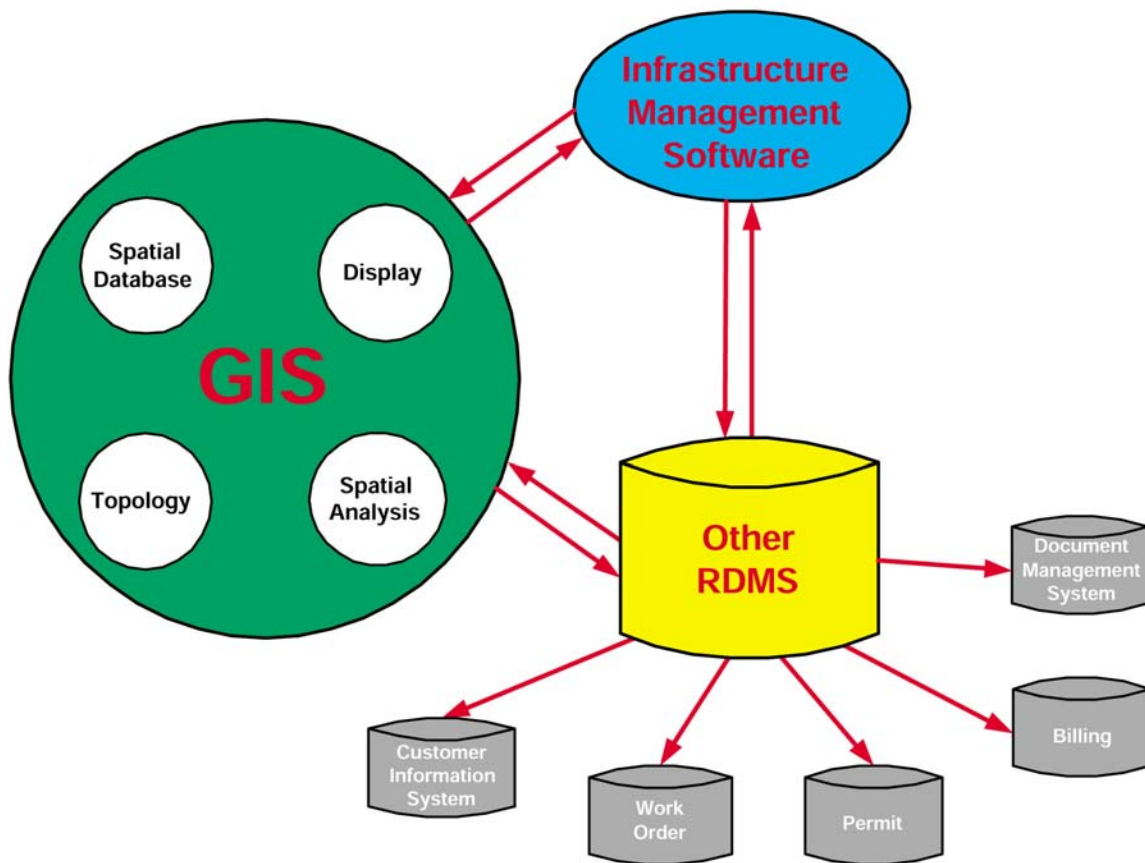 Infrastructure
Management
Software
Spatial
Database
Display
GIS
Topology
Spatial
Analysis
Other
RDMS
Document
Management
System
Billing
Customer
Information
System
Work
Order
Permit